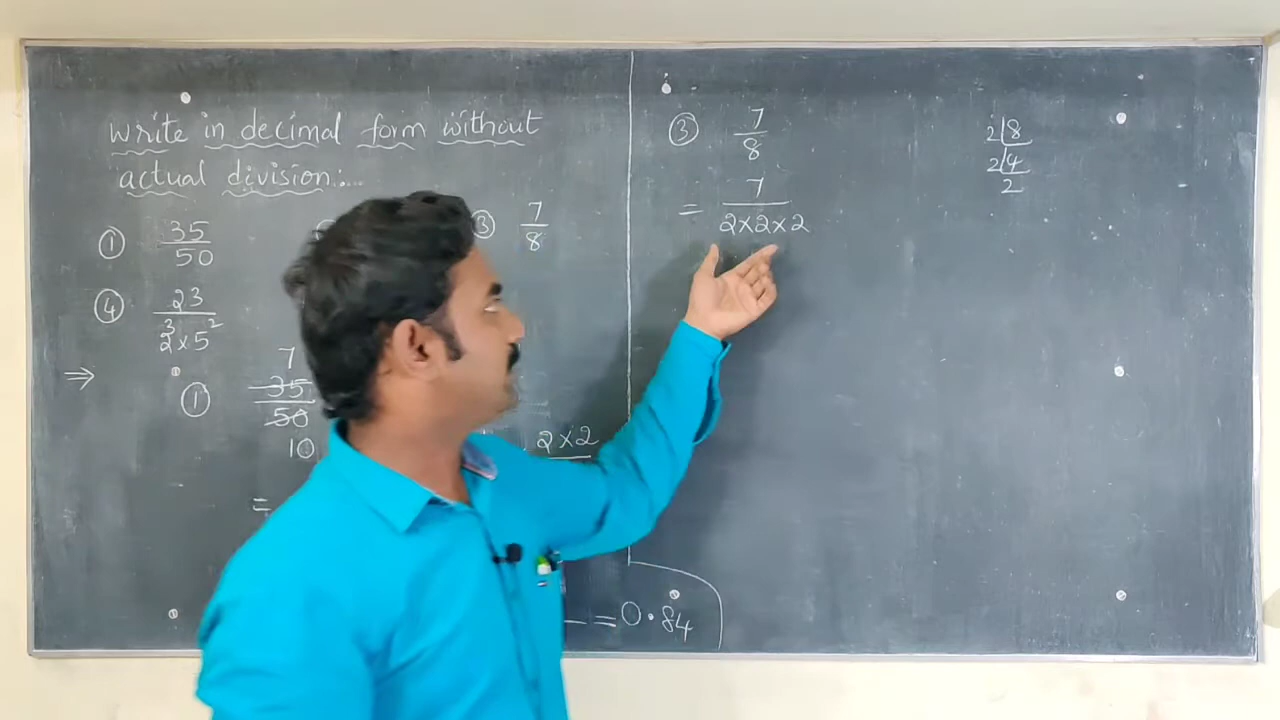 Write in decimal form without
actual division:...
① 35/50 ③ 7/8
④ 23/2³×5²
⇒ ① 7
35/50
10
=
2×2
= 0.84
③ 7/8
= 7/2×2×2
2|8
2|4
2